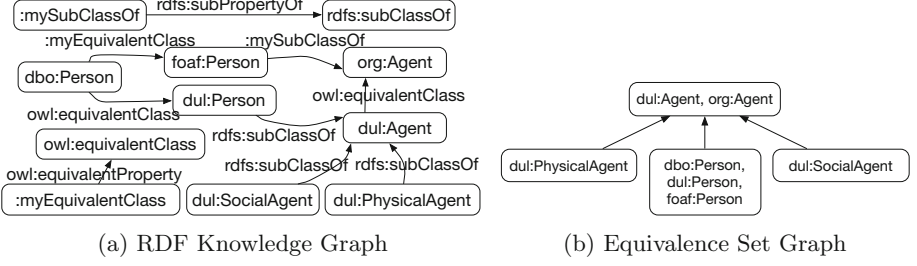 :mySubClassOf
rdfs:subPropertyOf
rdfs:subClassOf
:myEquivalentClass
:mySubClassOf
foaf:Person
org:Agent
dbo:Person
dul:Person
owl:equivalentClass
owl:equivalentClass
dul:Agent
rdfs:subClassOf
owl:equivalentClass
rdfs:subClassOf
rdfs:subClassOf
owl:equivalentProperty
:myEquivalentClass
dul:SocialAgent
dul:PhysicalAgent
(a) RDF Knowledge Graph
dul:Agent, org:Agent
dul:PhysicalAgent
dbo:Person,
dul:Person,
foaf:Person
dul:SocialAgent
(b) Equivalence Set Graph